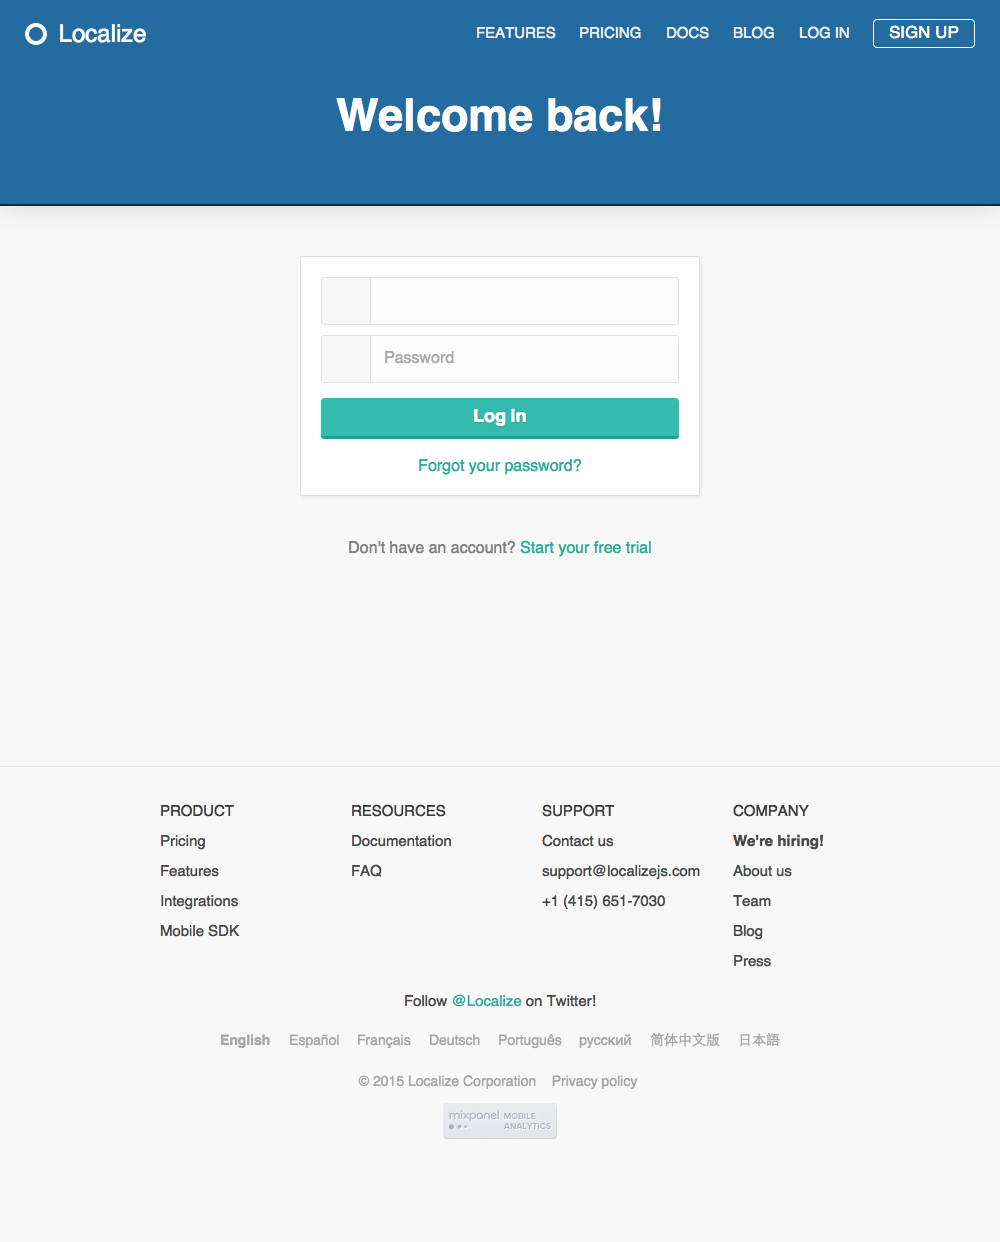 Localize
FEATURES PRICING DOCS BLOG LOG IN SIGN UP
Welcome back!
Password
Log in
Forgot your password?
Don't have an account? Start your free trial
PRODUCT
Pricing
Features
Integrations
Mobile SDK
RESOURCES
Documentation
FAQ
SUPPORT
Contact us
support@localizejs.com
+1 (415) 651-7030
COMPANY
We're hiring!
About us
Team
Blog
Press
Follow @Localize on Twitter!
English Español Français Deutsch Português русский 简体中文版 日本語
© 2015 Localize Corporation Privacy policy
mixpanel MOBILE
ANALYTICS